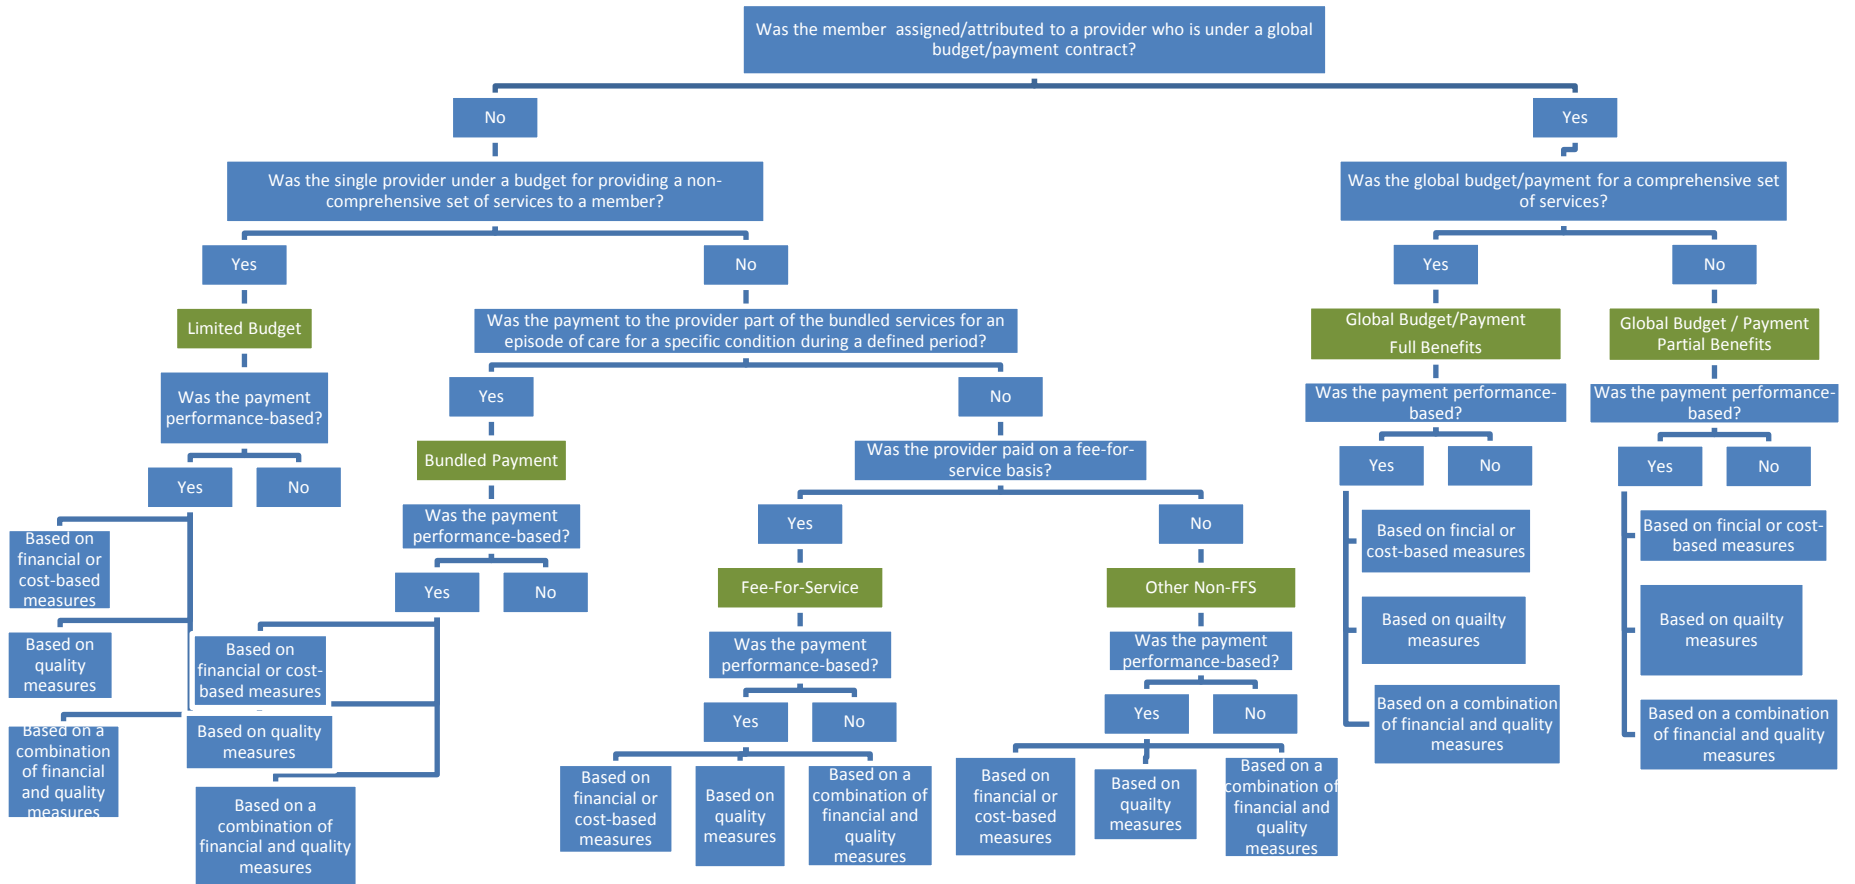 Was the member  assigned/attributed to a provider who is under a global
budget/payment contract?
No
Yes
Was the single provider under a budget for providing a non-
comprehensive set of services to a member?
Was the global budget/payment for a comprehensive set
of services?
Yes
No
Yes
No
Limited Budget
Was the payment to the provider part of the bundled services for an
episode of care for a specific condition during a defined period?
Global Budget/Payment
Full Benefits
Global Budget / Payment
Partial Benefits
Was the payment
performance-based?
Yes
No
Was the payment performance-
based?
Was the payment performance-
based?
Yes
No
Bundled Payment
Was the provider paid on a fee-for-
service basis?
Yes
No
Yes
No
Was the payment
performance-based?
Yes
No
Based on fincial or
cost-based measures
Based on fincial or cost-
based measures
Based on
financial or
cost-based
measures
Yes
No
Fee-For-Service
Other Non-FFS
Based on quailty
measures
Based on quailty
measures
Based on
quality
measures
Based on
financial or cost-
based measures
Was the payment
performance-based?
Was the payment
performance-based?
Yes
No
Yes
No
Based on a combination
of financial and quality
measures
Based on a combination
of financial and quality
measures
Based on a
combination
of financial
and quality
measures
Based on quality
measures
Based on a
combination of
financial and quality
measures
Based on
financial or
cost-based
measures
Based on
quality
measures
Based on a
combination of
financial and
quality
measures
Based on
financial or
cost-based
measures
Based on
quailty
measures
Based on a
combination of
financial and
quality
measures